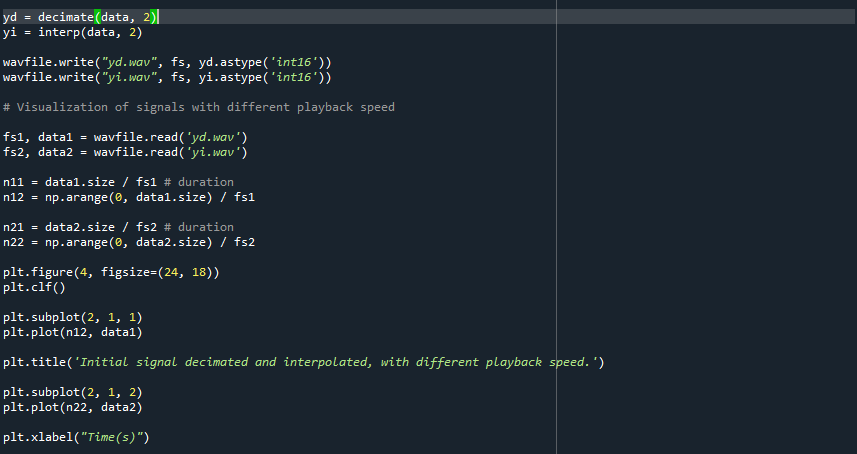 yd = decimate(data, 2)
yi = interp(data, 2)
wavfile.write("yd.wav", fs, yd.astype('int16'))
wavfile.write("yi.wav", fs, yi.astype('int16'))
# Visualization of signals with different playback speed
fs1, data1 = wavfile.read('yd.wav')
fs2, data2 = wavfile.read('yi.wav')
n11 = data1.size / fs1 # duration
n12 = np.arange(0, data1.size) / fs1
n21 = data2.size / fs2 # duration
n22 = np.arange(0, data2.size) / fs2
plt.figure(4, figsize=(24, 18))
plt.clf()
plt.subplot(2, 1, 1)
plt.plot(n12, data1)
plt.title('Initial signal decimated and interpolated, with different playback speed.')
plt.subplot(2, 1, 2)
plt.plot(n22, data2)
plt.xlabel("Time(s)")